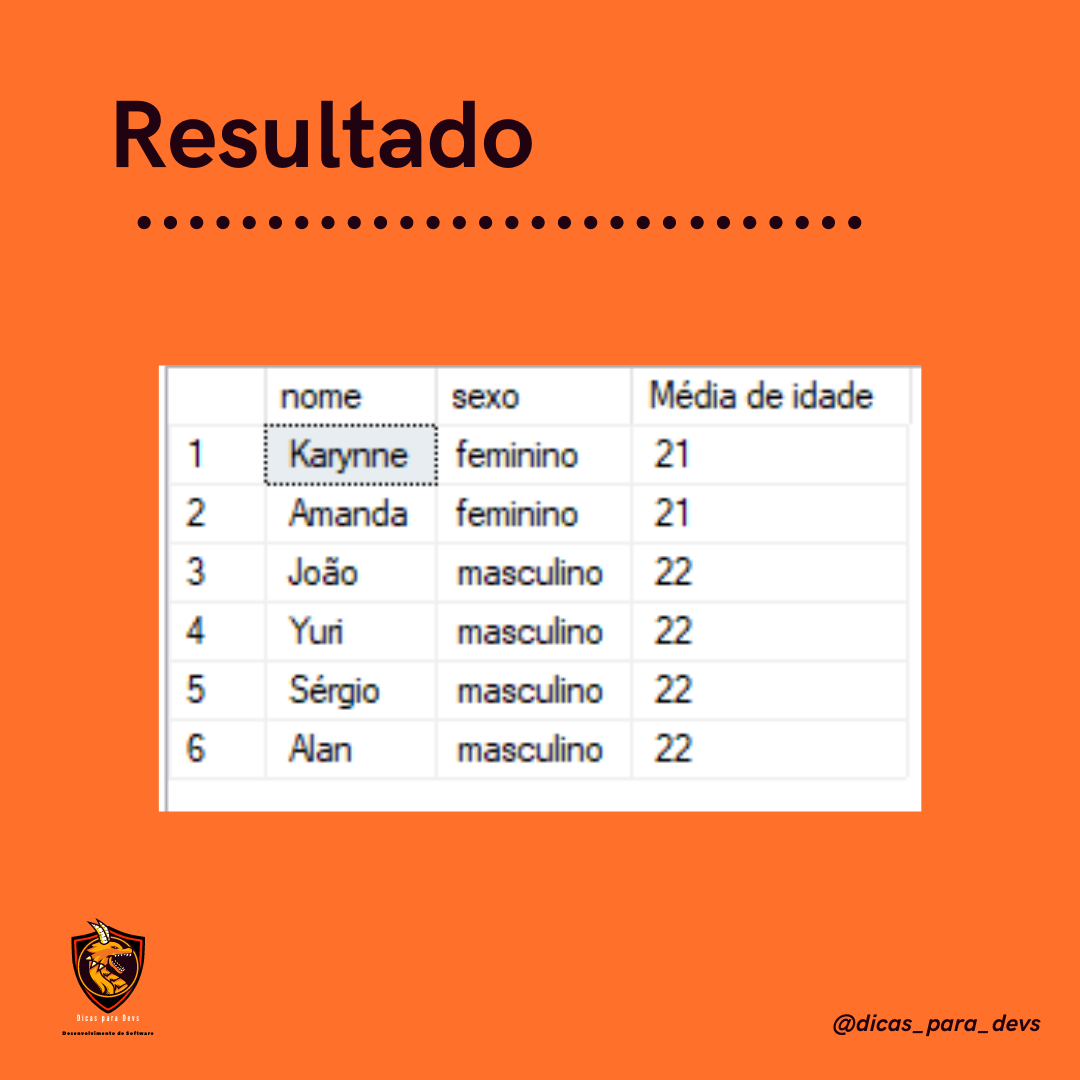 Resultado
nome sexo Média de idade
1 Karynne feminino 21
2 Amanda feminino 21
3 João masculino 22
4 Yuri masculino 22
5 Sérgio masculino 22
6 Alan masculino 22
Dicas para Devs
Desenvolvimento de Software
@dicas_para_devs